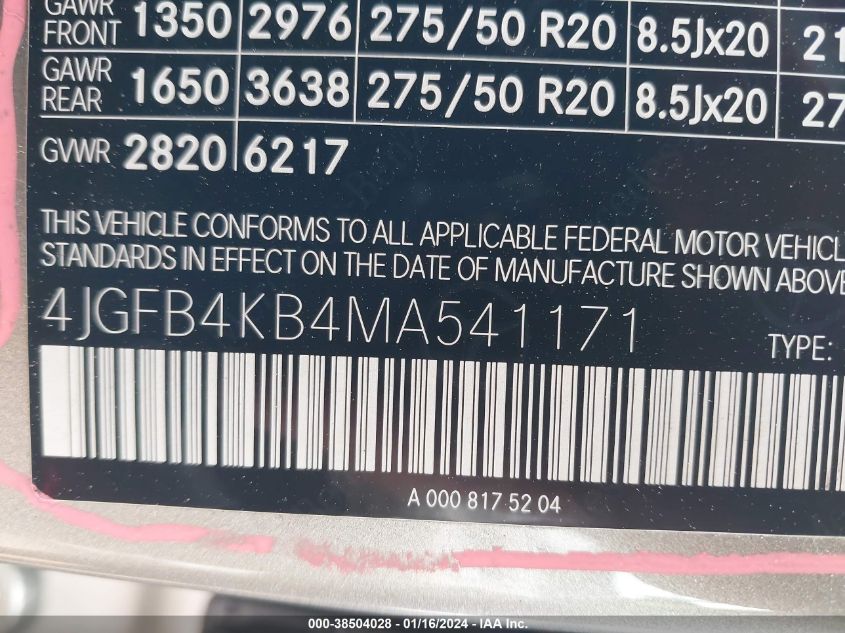 GAWR FRONT 1350 2976 275/50 R20 8.5Jx20 21
GAWR REAR 1650 3638 275/50 R20 8.5Jx20 27
GVWR 2820 6217
THIS VEHICLE CONFORMS TO ALL APPLICABLE FEDERAL MOTOR VEHICL
STANDARDS IN EFFECT ON THE DATE OF MANUFACTURE SHOWN ABOVE
4JGFB4KB4MA541171 TYPE:
A 000 817 52 04
000-38504028 - 01/16/2024 - IAA Inc.